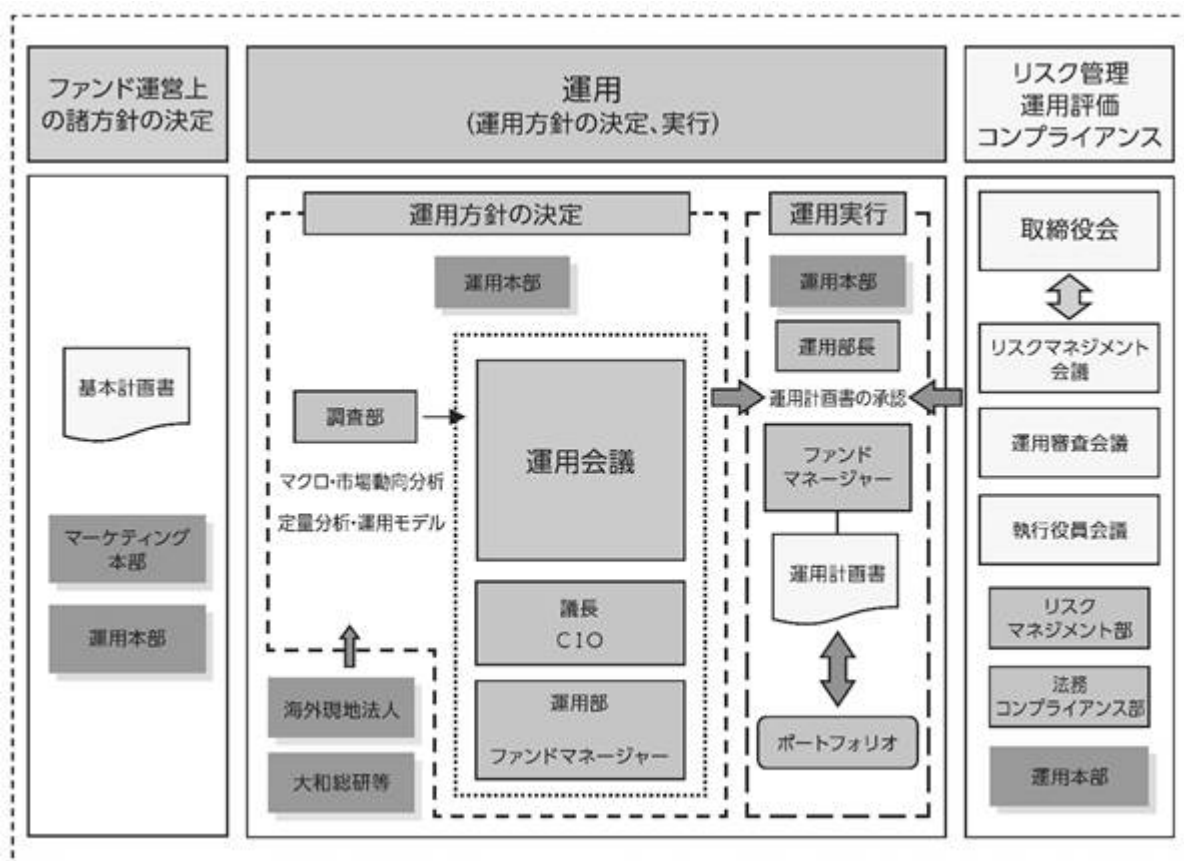 ファンド運営上
の諸方針の決定
運用
(運用方針の決定、実行)
リスク管理
運用評価
コンプライアンス
基本計画書
マーケティング
本部
運用本部
運用方針の決定
運用本部
調査部
マクロ・市場動向分析
定量分析・運用モデル
運用会議
議長
CIO
運用部
ファンドマネージャー
海外現地法人
大和総研等
運用実行
運用本部
運用部長
運用計画書の承認
ファンド
マネージャー
運用計画書
ポートフォリオ
取締役会
リスクマネジメント
会議
運用審査会議
執行役員会議
リスク
マネジメント部
法務
コンプライアンス部
運用本部